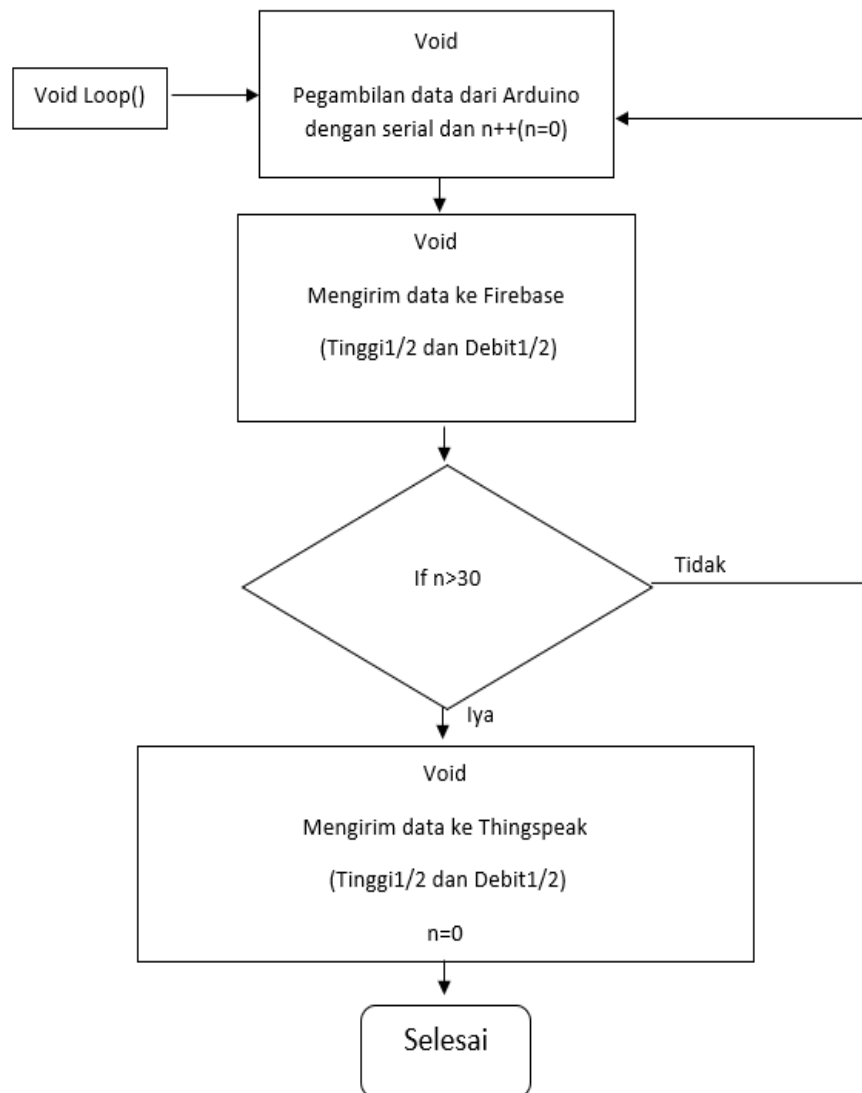 Void Loop()
Void
Pegambilan data dari Arduino
dengan serial dan n++(n=0)
Void
Mengirim data ke Firebase
(Tinggi1/2 dan Debit1/2)
If n>30
Tidak
Iya
Void
Mengirim data ke Thingspeak
(Tinggi1/2 dan Debit1/2)
n=0
Selesai